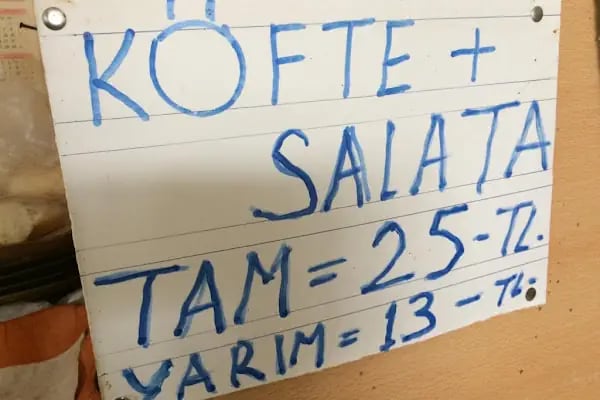 KÖFTE +
SALATA
TAM = 25 - TL.
YARIM = 13 - TL.